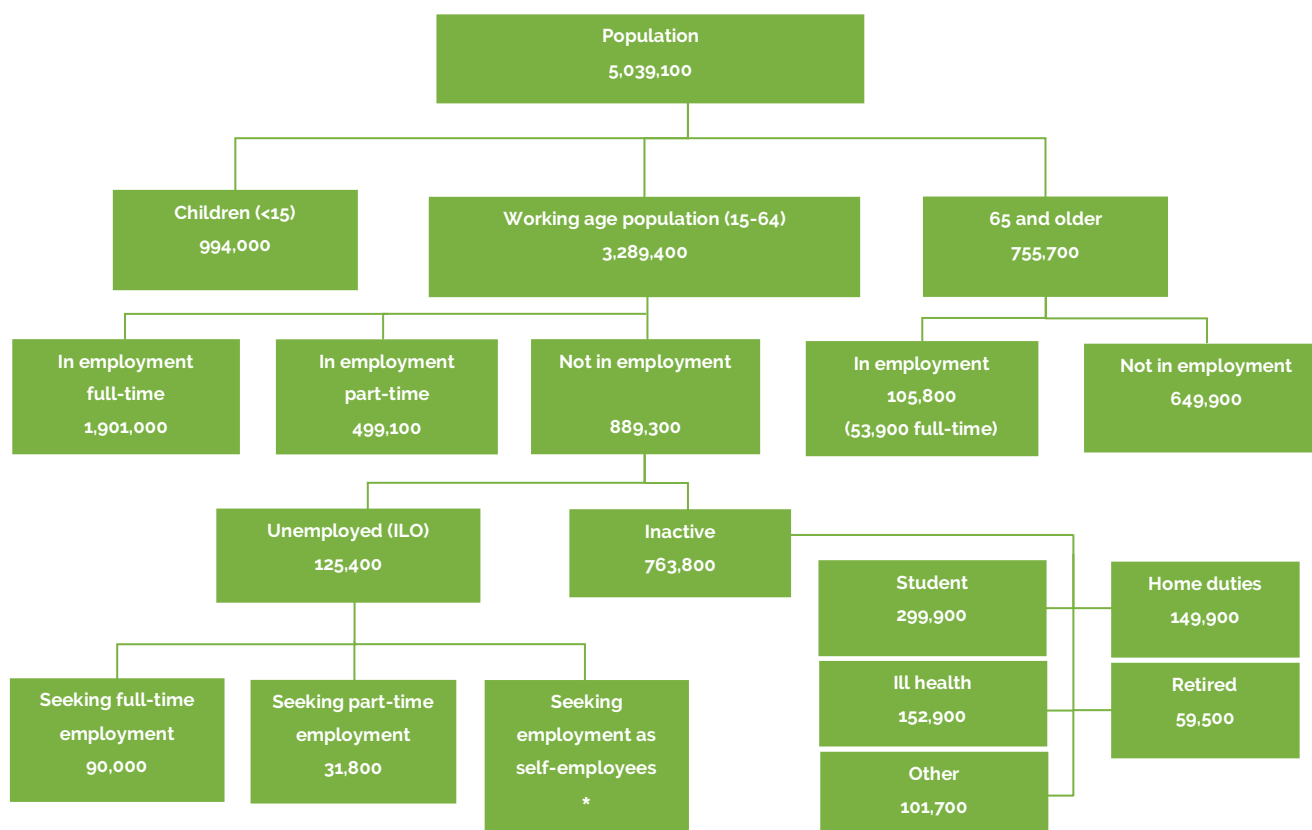 Population
5,039,100
Children (<15)
994,000
Working age population (15-64)
3,289,400
65 and older
755,700
In employment
full-time
1,901,000
In employment
part-time
499,100
Not in employment
889,300
In employment
105,800
(53,900 full-time)
Not in employment
649,900
Unemployed (ILO)
125,400
Inactive
763,800
Student
299,900
Home duties
149,900
Ill health
152,900
Retired
59,500
Other
101,700
Seeking full-time
employment
90,000
Seeking part-time
employment
31,800
Seeking
employment as
self-employees
*